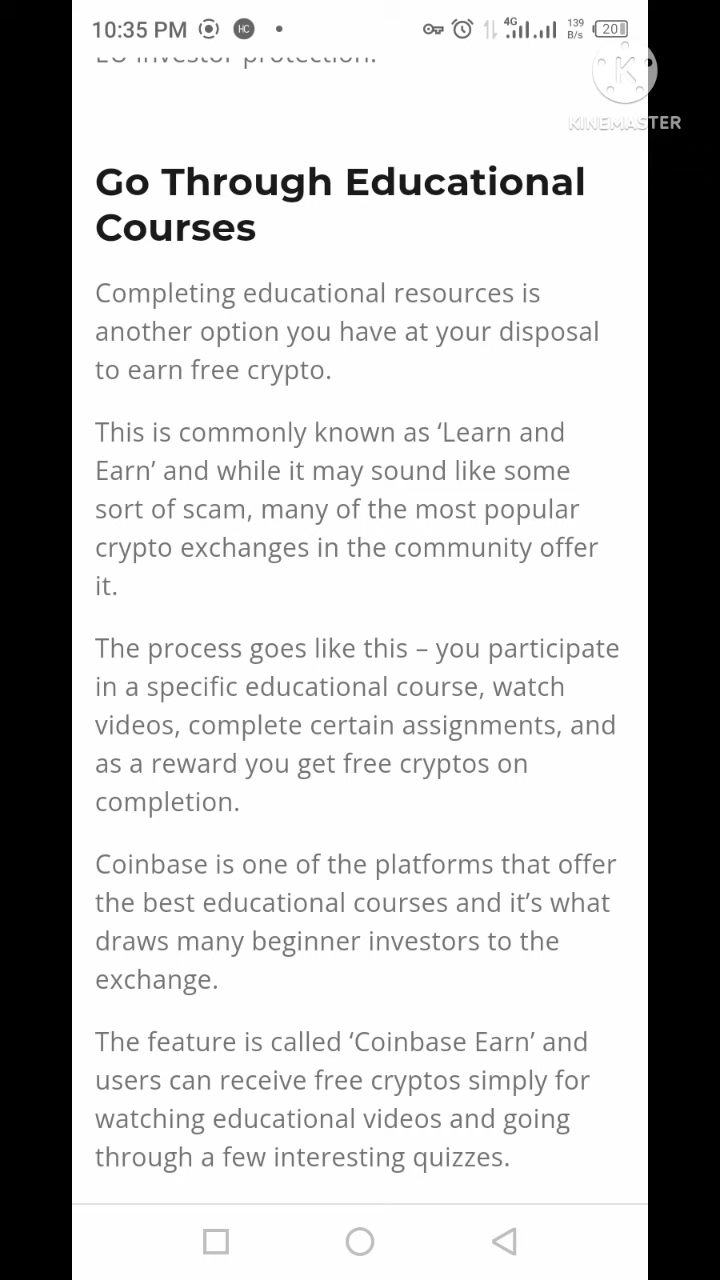 10:35 PM HC 4G 139 B/s 20
EU investor protection.
K
KINEMASTER
Go Through Educational
Courses
Completing educational resources is
another option you have at your disposal
to earn free crypto.
This is commonly known as ‘Learn and
Earn’ and while it may sound like some
sort of scam, many of the most popular
crypto exchanges in the community offer
it.
The process goes like this – you participate
in a specific educational course, watch
videos, complete certain assignments, and
as a reward you get free cryptos on
completion.
Coinbase is one of the platforms that offer
the best educational courses and it’s what
draws many beginner investors to the
exchange.
The feature is called ‘Coinbase Earn’ and
users can receive free cryptos simply for
watching educational videos and going
through a few interesting quizzes.